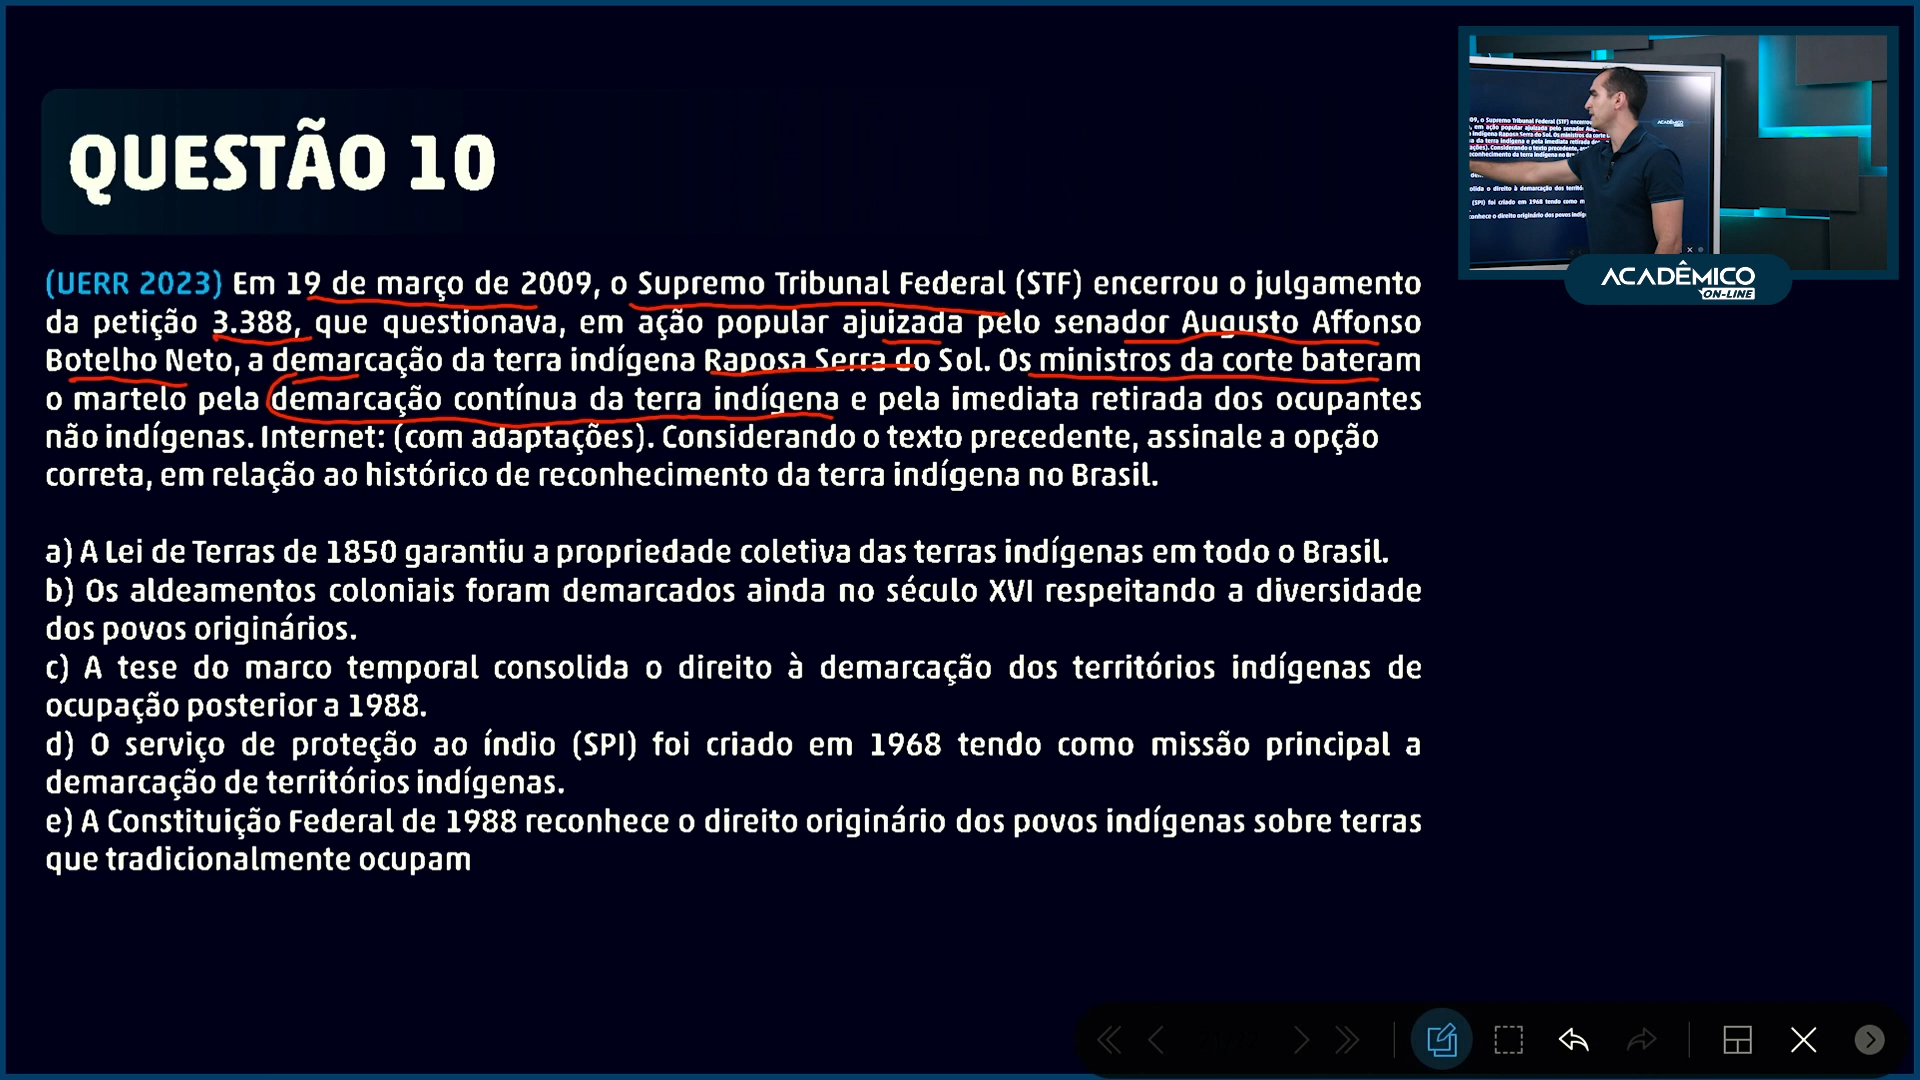 QUESTÃO 10
(UERR 2023) Em 19 de março de 2009, o Supremo Tribunal Federal (STF) encerrou o julgamento
da petição 3.388, que questionava, em ação popular ajuizada pelo senador Augusto Affonso
Botelho Neto, a demarcação da terra indígena Raposa Serra do Sol. Os ministros da corte bateram
o martelo pela demarcação contínua da terra indígena e pela imediata retirada dos ocupantes
não indígenas. Internet: (com adaptações). Considerando o texto precedente, assinale a opção
correta, em relação ao histórico de reconhecimento da terra indígena no Brasil.
a) A Lei de Terras de 1850 garantiu a propriedade coletiva das terras indígenas em todo o Brasil.
b) Os aldeamentos coloniais foram demarcados ainda no século XVI respeitando a diversidade
dos povos originários.
c) A tese do marco temporal consolida o direito à demarcação dos territórios indígenas de
ocupação posterior a 1988.
d) O serviço de proteção ao índio (SPI) foi criado em 1968 tendo como missão principal a
demarcação de territórios indígenas.
e) A Constituição Federal de 1988 reconhece o direito originário dos povos indígenas sobre terras
que tradicionalmente ocupam
ACADÊMICO
ON-LINE